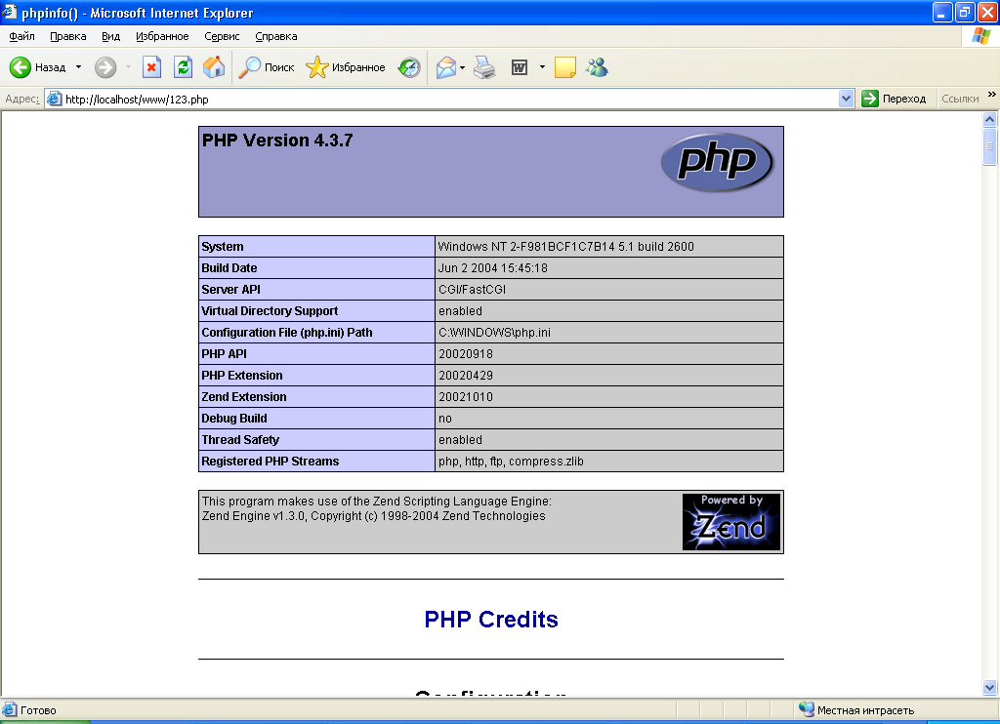 phpinfo() - Microsoft Internet Explorer
Файл Правка Вид Избранное Сервис Справка
Назад Поиск Избранное
Адрес: http://localhost/www/123.php Переход Ссылки »
PHP Version 4.3.7
php
System Windows NT 2-F981BCF1C7B14 5.1 build 2600
Build Date Jun 2 2004 15:45:18
Server API CGI/FastCGI
Virtual Directory Support enabled
Configuration File (php.ini) Path C:\WINDOWS\php.ini
PHP API 20020918
PHP Extension 20020429
Zend Extension 20021010
Debug Build no
Thread Safety enabled
Registered PHP Streams php, http, ftp, compress.zlib
This program makes use of the Zend Scripting Language Engine:
Zend Engine v1.3.0, Copyright (c) 1998-2004 Zend Technologies
Powered by
Zend
PHP Credits
Configuration
Готово Местная интрасеть